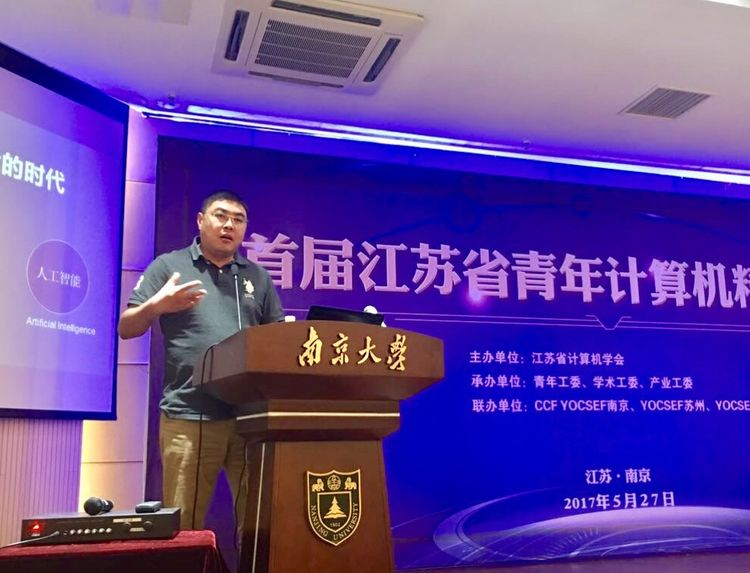 的时代
人工智能
Artificial Intelligence
首届江苏省青年计算机精
主办单位：江苏省计算机学会
承办单位：青年工委、学术工委、产业工委
联办单位：CCF YOCSEF南京、YOCSEF苏州、YOCSE
江苏·南京
2017年5月27日
南京大學
NANJING UNIVERSITY
1902